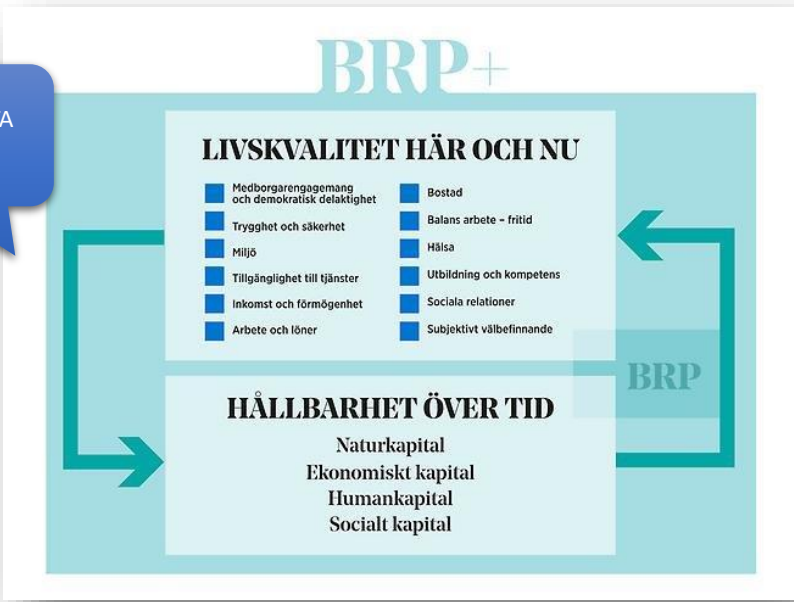 BRP+
LIVSKVALITET HÄR OCH NU
Medborgarengagemang
och demokratisk delaktighet
Trygghet och säkerhet
Miljö
Tillgänglighet till tjänster
Inkomst och förmögenhet
Arbete och löner
Bostad
Balans arbete – fritid
Hälsa
Utbildning och kompetens
Sociala relationer
Subjektivt välbefinnande
BRP
HÅLLBARHET ÖVER TID
Naturkapital
Ekonomiskt kapital
Humankapital
Socialt kapital